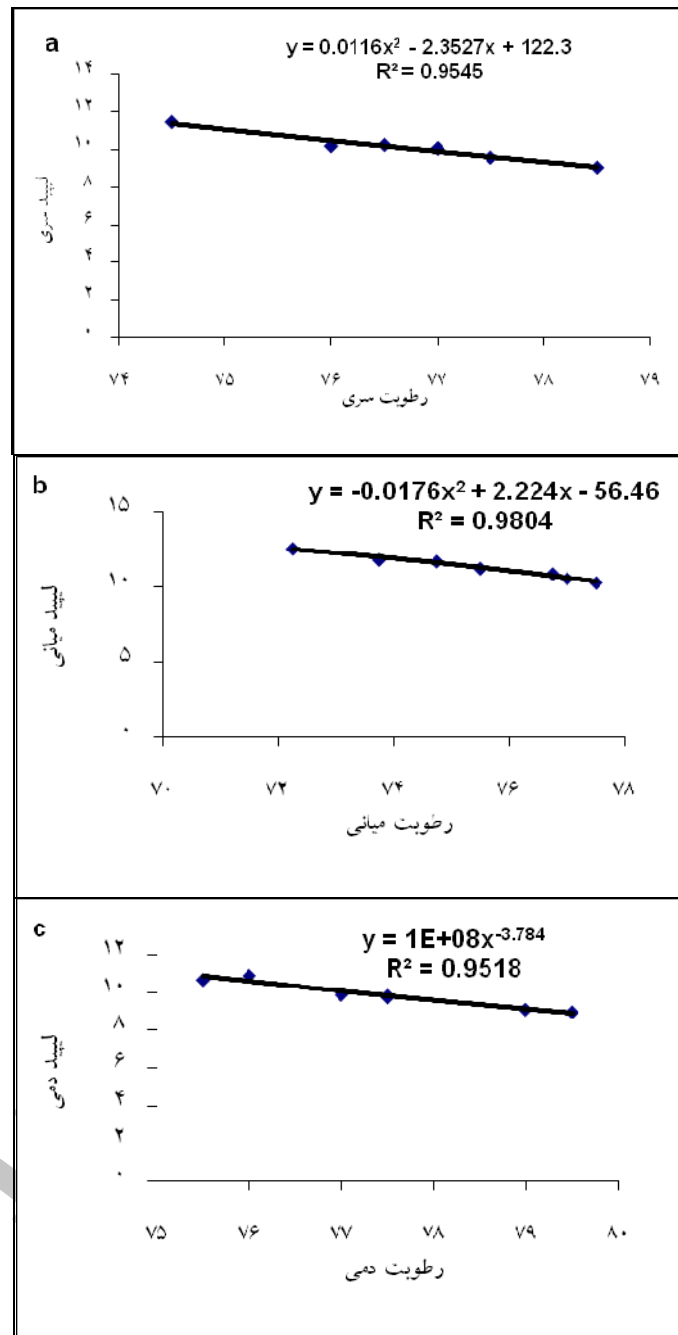 a
y = 0.0116x² - 2.3527x + 122.3
R² = 0.9545
۱۴
۱۲
۱۰
۸
۶
۴
۲
۰
لیپید سری
۷۴ ۷۵ ۷۶ ۷۷ ۷۸ ۷۹
رطوبت سری
b
y = -0.0176x² + 2.224x - 56.46
R² = 0.9804
۱۵
۱۰
۵
۰
لیپید میانی
۷۰ ۷۲ ۷۴ ۷۶ ۷۸
رطوبت میانی
c
y = 1E+08x⁻³·⁷⁸⁴
R² = 0.9518
۱۲
۱۰
۸
۶
۴
۲
۰
لیپید دمی
۷۵ ۷۶ ۷۷ ۷۸ ۷۹ ۸۰
رطوبت دمی